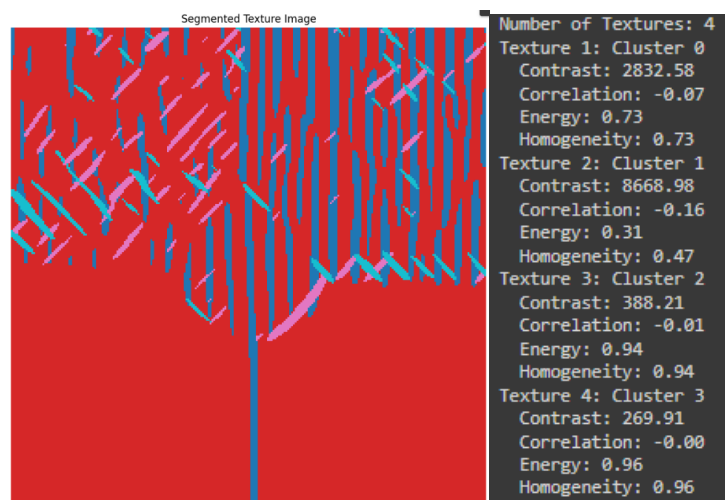 Segmented Texture Image
Number of Textures: 4
Texture 1: Cluster 0
Contrast: 2832.58
Correlation: -0.07
Energy: 0.73
Homogeneity: 0.73
Texture 2: Cluster 1
Contrast: 8668.98
Correlation: -0.16
Energy: 0.31
Homogeneity: 0.47
Texture 3: Cluster 2
Contrast: 388.21
Correlation: -0.01
Energy: 0.94
Homogeneity: 0.94
Texture 4: Cluster 3
Contrast: 269.91
Correlation: -0.00
Energy: 0.96
Homogeneity: 0.96